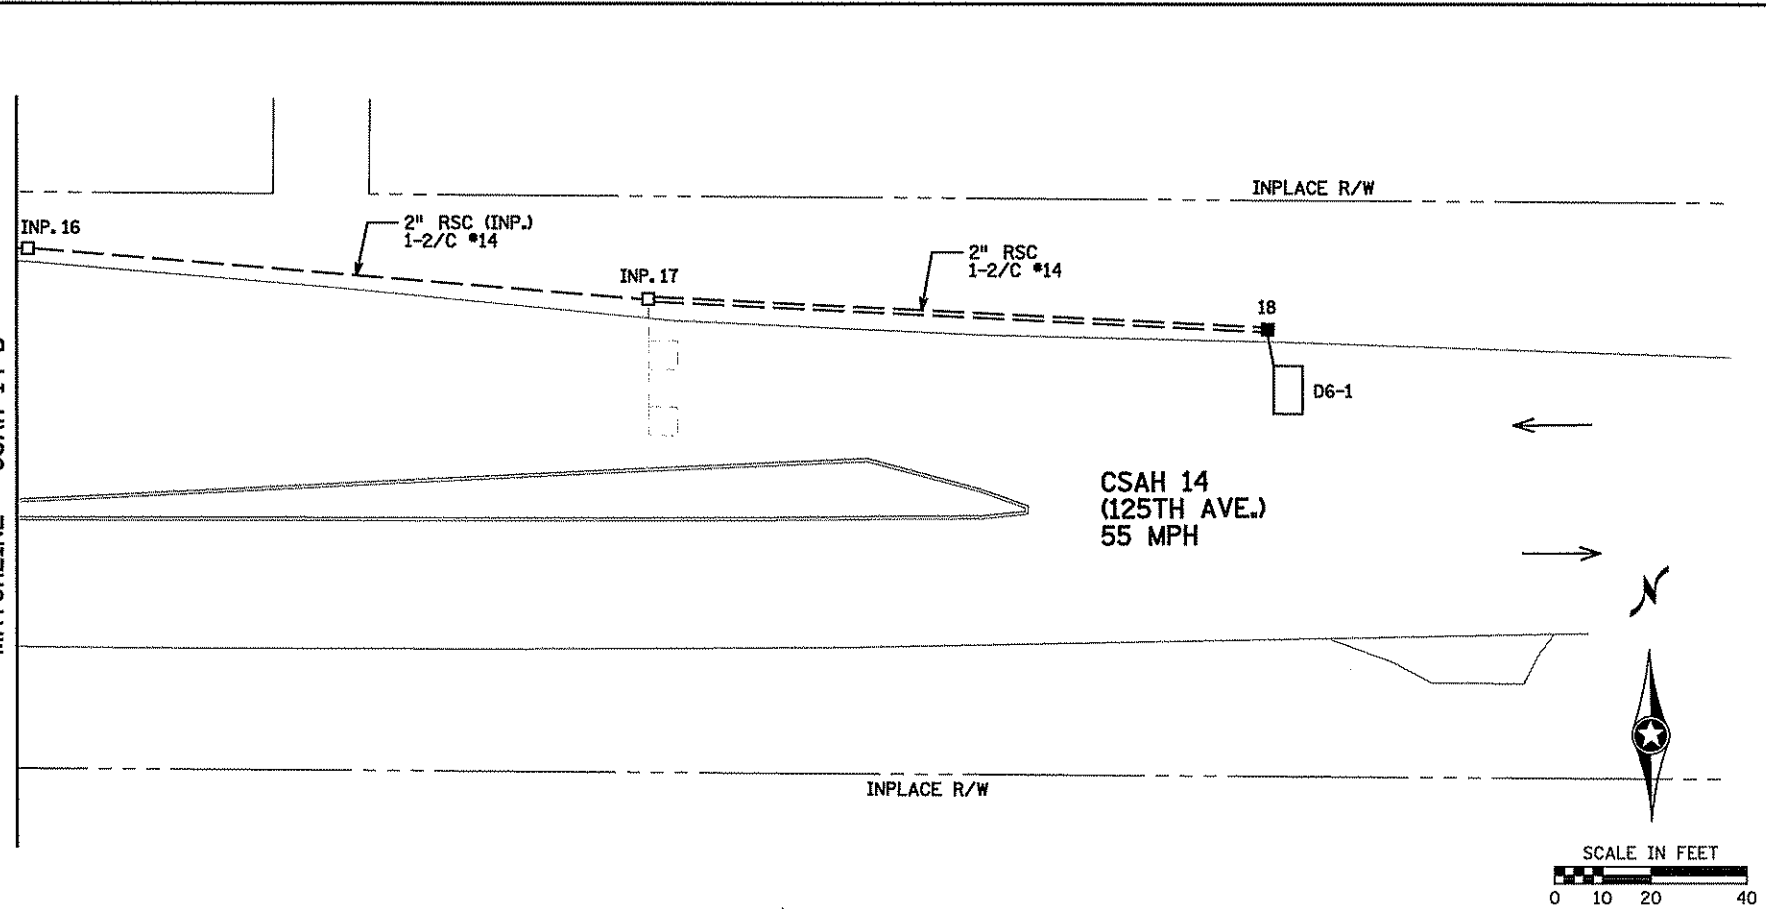 INPLACE R/W
INP. 16
2" RSC (INP.)
1-2/C #14
2" RSC
1-2/C #14
INP. 17
18
D6-1
CSAH 14
(125TH AVE.)
55 MPH
N
INPLACE R/W
SCALE IN FEET
0 10 20 40